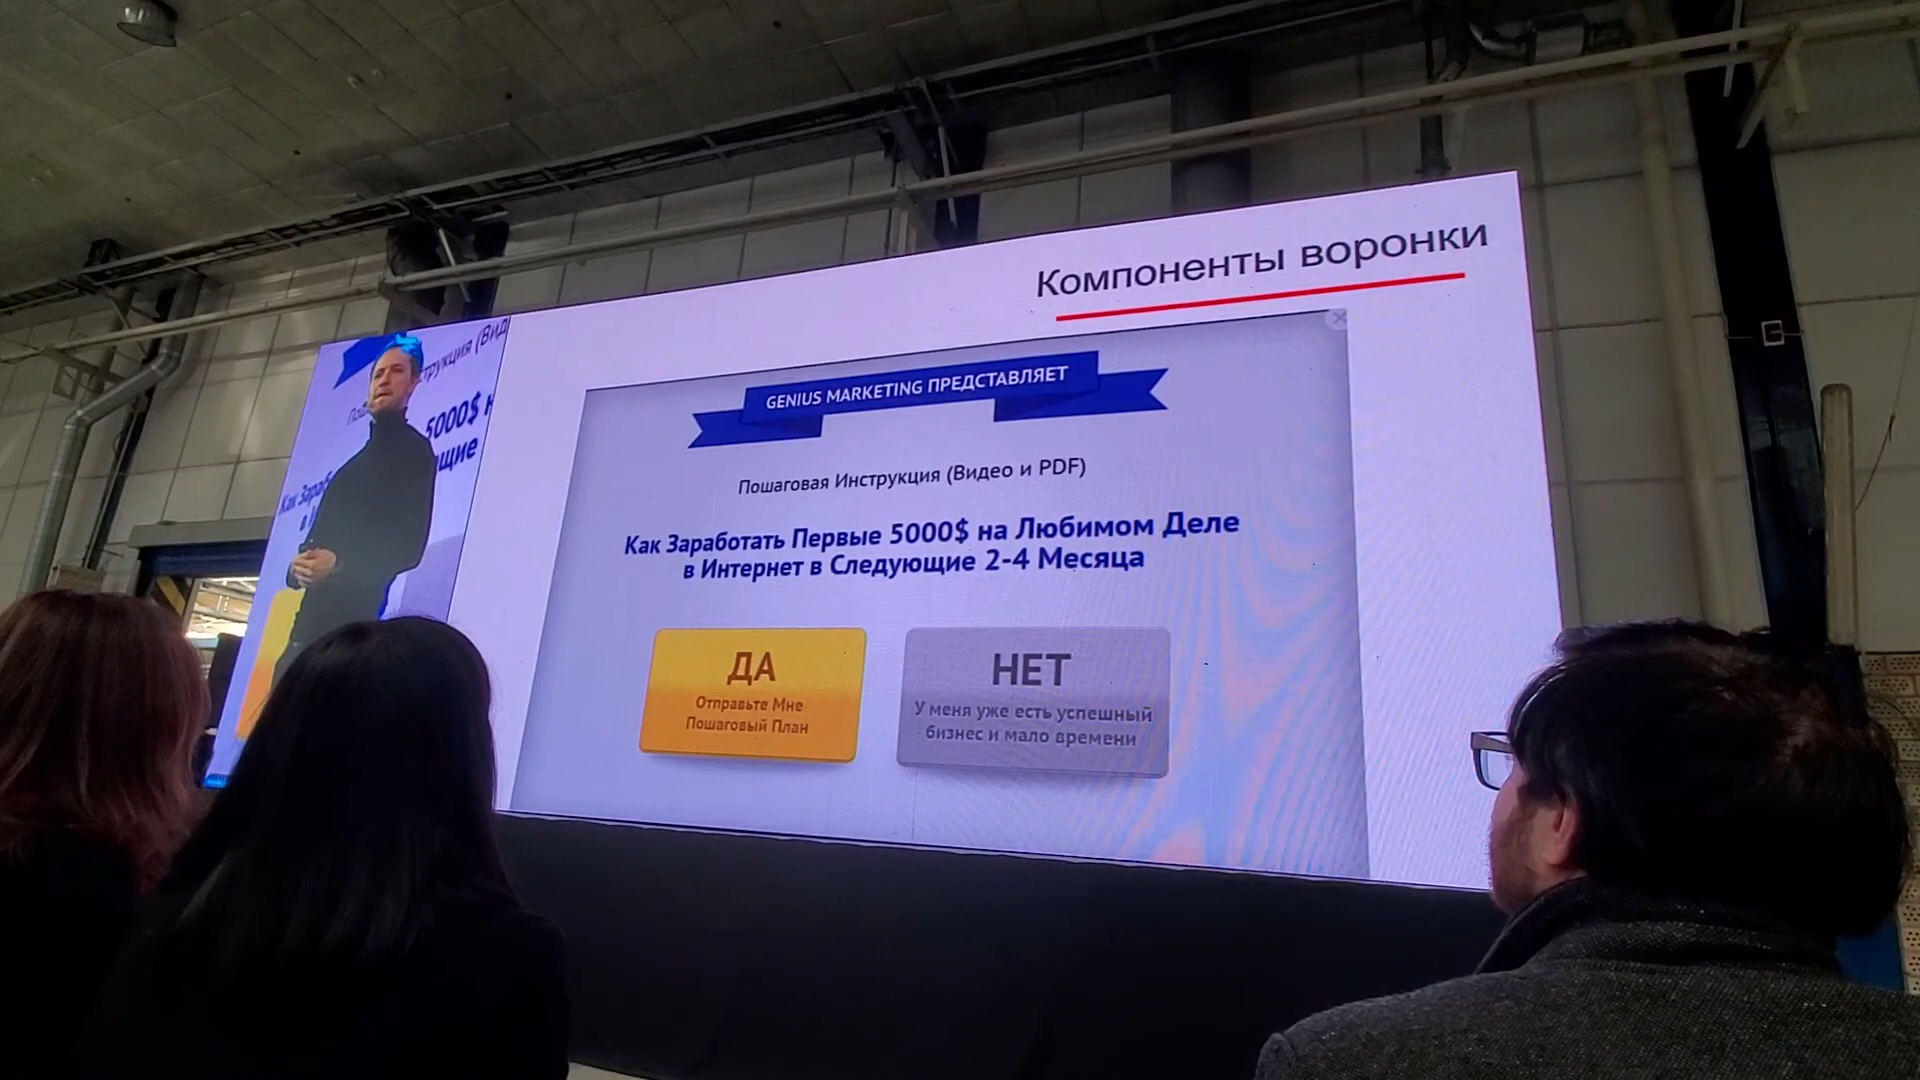 Компоненты воронки
GENIUS MARKETING ПРЕДСТАВЛЯЕТ
Пошаговая Инструкция (Видео и PDF)
Как Заработать Первые 5000$ на Любимом Деле
в Интернет в Следующие 2-4 Месяца
ДА
Отправьте Мне
Пошаговый План
НЕТ
У меня уже есть успешный
бизнес и мало времени
5000$